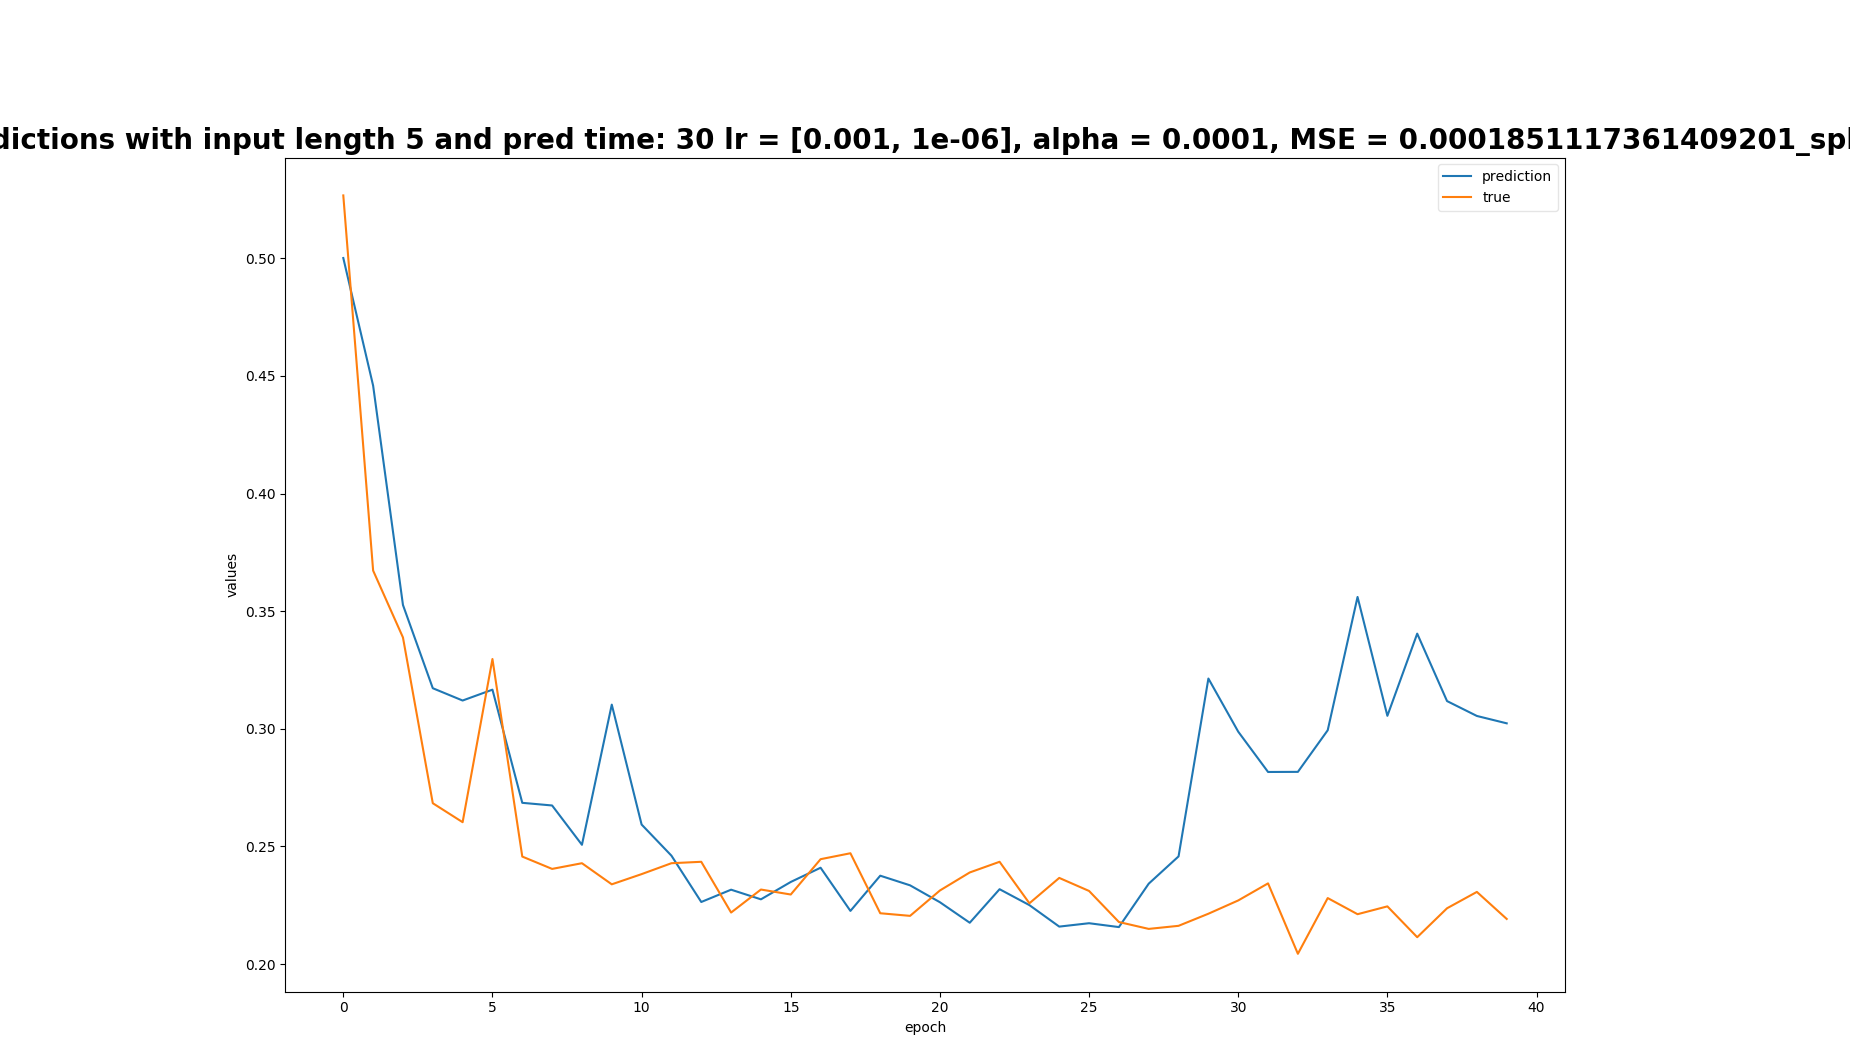 dictions with input length 5 and pred time: 30 lr = [0.001, 1e-06], alpha = 0.0001, MSE = 0.0001851117361409201_spl
prediction
true
0.50
0.45
0.40
0.35
0.30
0.25
0.20
values
0 5 10 15 20 25 30 35 40
epoch